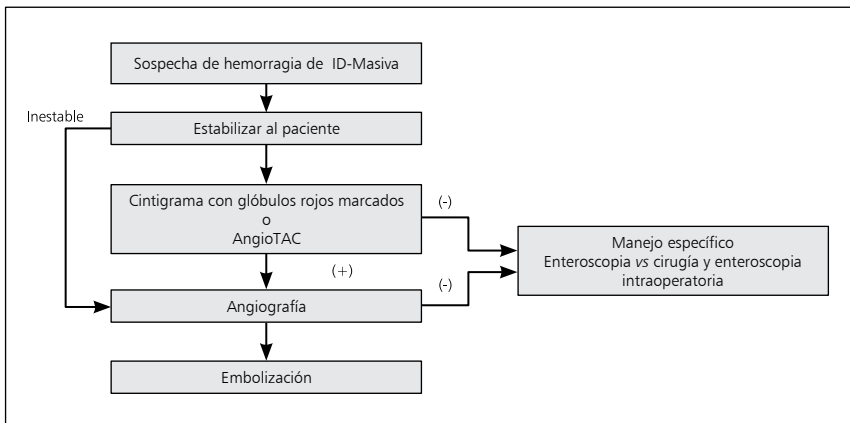 Sospecha de hemorragia de ID-Masiva
Inestable
Estabilizar al paciente
Cintigrama con glóbulos rojos marcados
o
AngioTAC
(-)
(+)
Manejo específico
Enteroscopia vs cirugía y enteroscopia
intraoperatoria
Angiografía
(-)
Embolización